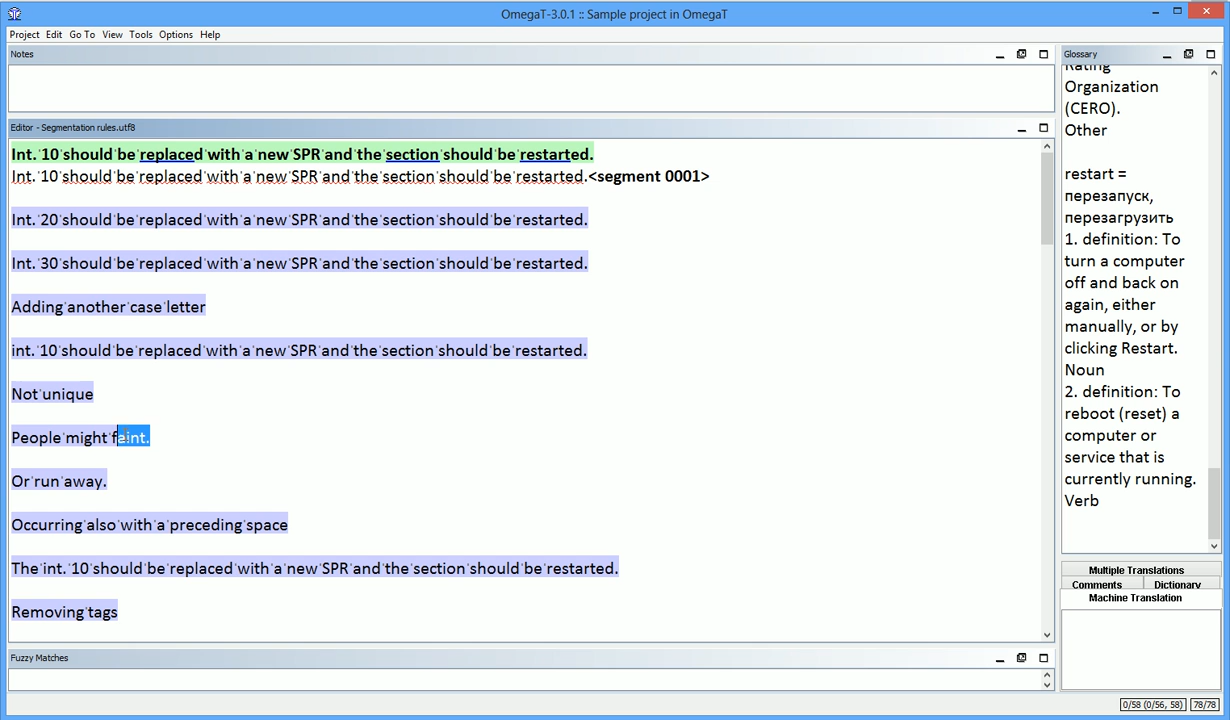 OmegaT-3.0.1 :: Sample project in OmegaT
Project Edit Go To View Tools Options Help
Notes
Editor - Segmentation rules.utf8
Int. 10 should be replaced with a new SPR and the section should be restarted.
Int. 10 should be replaced with a new SPR and the section should be restarted.<segment 0001>
Int. 20 should be replaced with a new SPR and the section should be restarted.
Int. 30 should be replaced with a new SPR and the section should be restarted.
Adding another case letter
int. 10 should be replaced with a new SPR and the section should be restarted.
Not unique
People might faint.
Or run away.
Occurring also with a preceding space
The int. 10 should be replaced with a new SPR and the section should be restarted.
Removing tags
Fuzzy Matches
Glossary
Rating
Organization
(CERO).
Other
restart =
перезапуск,
перезагрузить
1. definition: To
turn a computer
off and back on
again, either
manually, or by
clicking Restart.
Noun
2. definition: To
reboot (reset) a
computer or
service that is
currently running.
Verb
Multiple Translations
Comments Dictionary
Machine Translation
0/58 (0/56, 58) 78/78